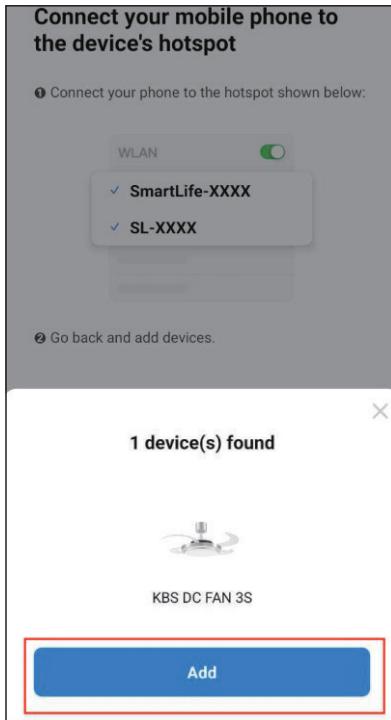 Connect your mobile phone to
the device's hotspot
❶ Connect your phone to the hotspot shown below:
WLAN
✓ SmartLife-XXXX
✓ SL-XXXX
❷ Go back and add devices.
1 device(s) found
KBS DC FAN 3S
Add